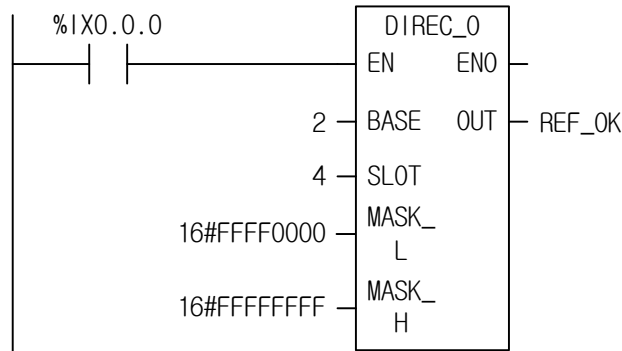 %IX0.0.0
DIREC_O
EN ENO
2 BASE OUT REF_OK
4 SLOT
16#FFFF0000 MASK_
L
16#FFFFFFFF MASK_
H